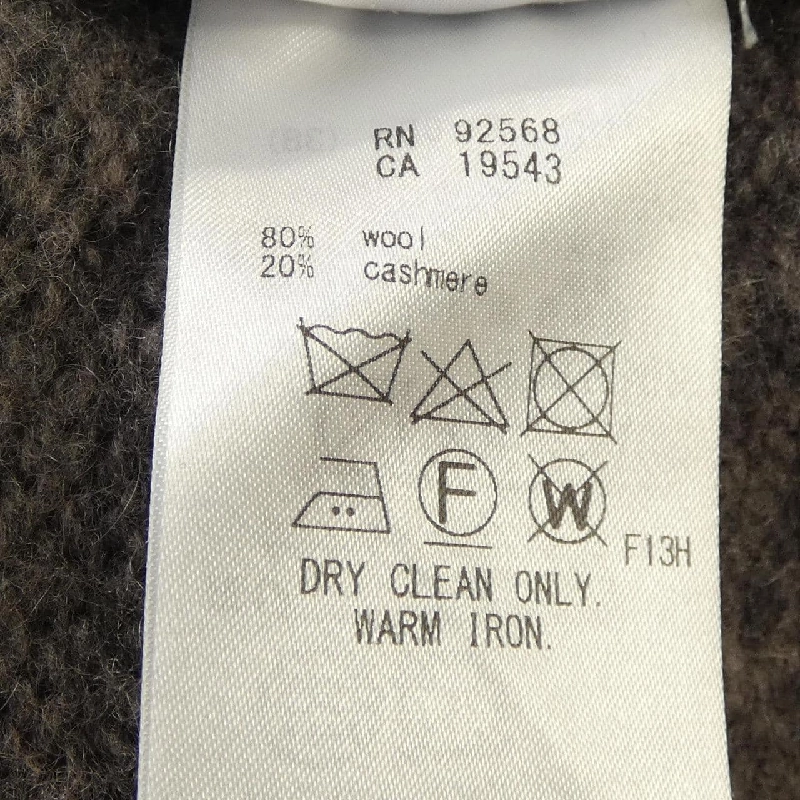 RN 92568
CA 19543
80% wool
20% cashmere
F
W
F13H
DRY CLEAN ONLY.
WARM IRON.